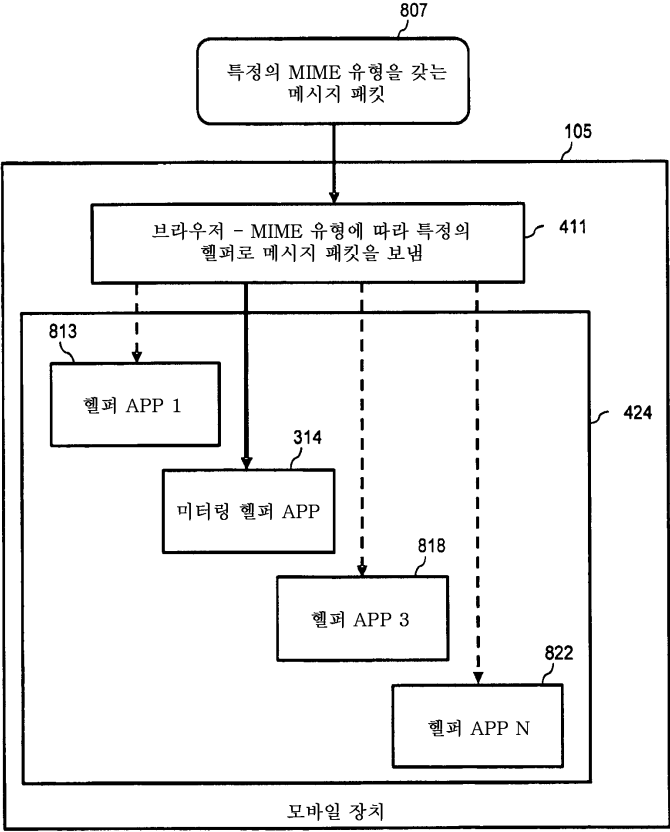 807
특정의 MIME 유형을 갖는
메시지 패킷
105
브라우저 - MIME 유형에 따라 특정의
헬퍼로 메시지 패킷을 보냄
411
813
헬퍼 APP 1
424
314
미터링 헬퍼 APP
818
헬퍼 APP 3
822
헬퍼 APP N
모바일 장치